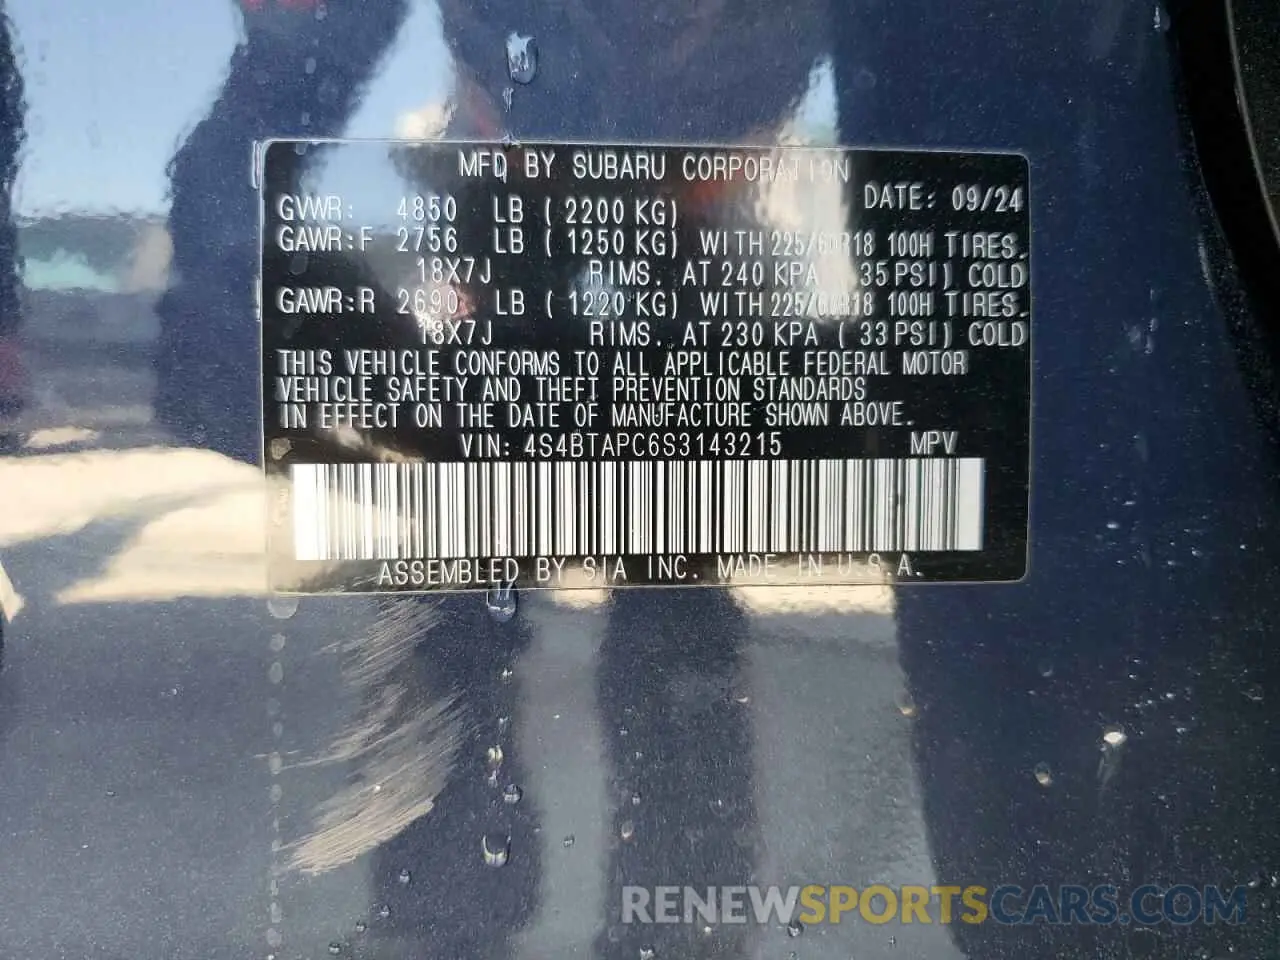 MFD BY SUBARU CORPORATION
DATE: 09/24
GVWR: 4850 LB ( 2200 KG)
GAWR:F 2756 LB ( 1250 KG) WITH 225/60R18 100H TIRES.
18X7J RIMS. AT 240 KPA ( 35 PSI) COLD
GAWR:R 2690 LB ( 1220 KG) WITH 225/60R18 100H TIRES.
18X7J RIMS. AT 230 KPA ( 33 PSI) COLD
THIS VEHICLE CONFORMS TO ALL APPLICABLE FEDERAL MOTOR
VEHICLE SAFETY AND THEFT PREVENTION STANDARDS
IN EFFECT ON THE DATE OF MANUFACTURE SHOWN ABOVE.
VIN: 4S4BTAPC6S3143215 MPV
ASSEMBLED BY SIA INC. MADE IN U.S.A.
RENEWSPORTSCARS.COM